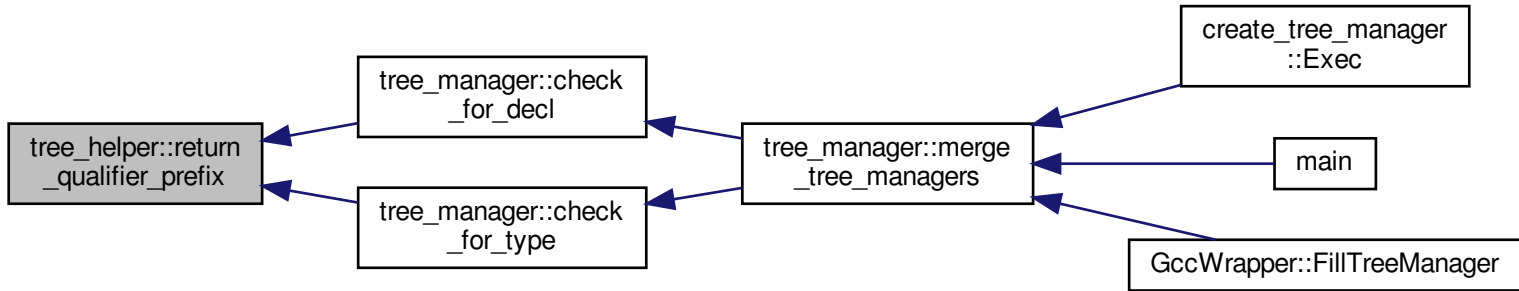 tree_helper::return
_qualifier_prefix
tree_manager::check
_for_decl
tree_manager::check
_for_type
tree_manager::merge
_tree_managers
create_tree_manager
::Exec
main
GccWrapper::FillTreeManager